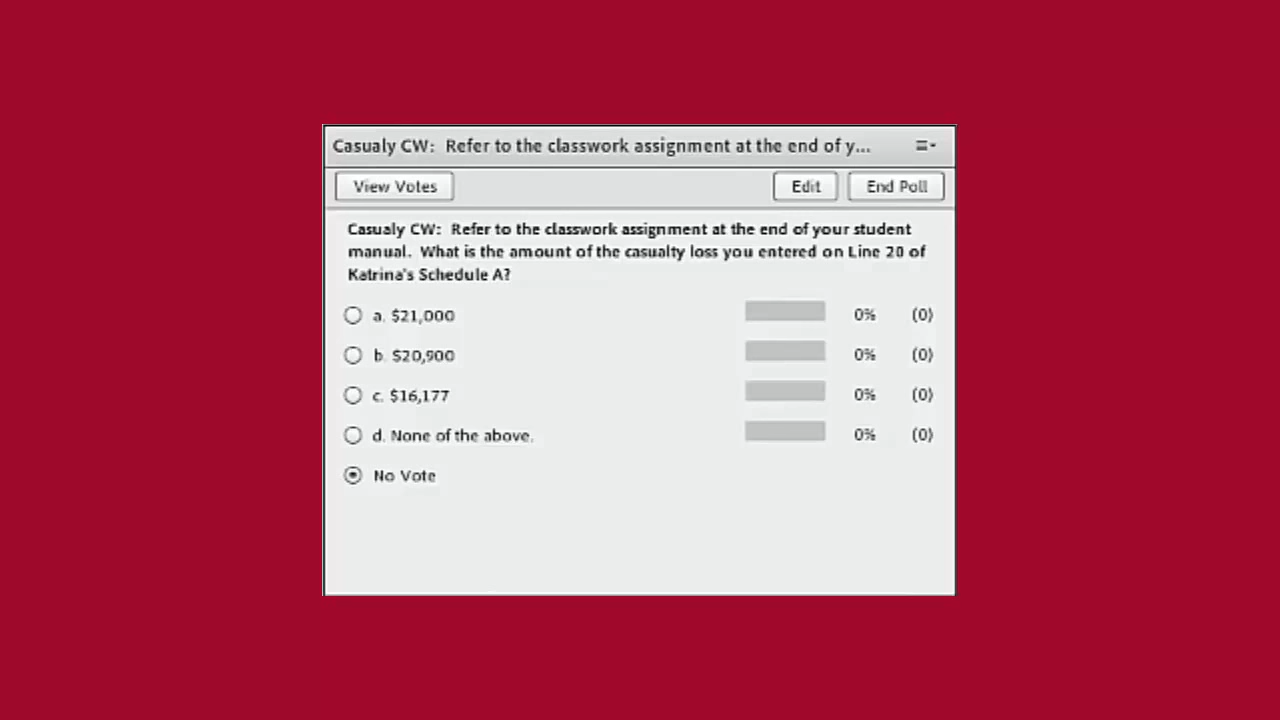 Casualy CW: Refer to the classwork assignment at the end of y...
View Votes Edit End Poll
Casualy CW: Refer to the classwork assignment at the end of your student
manual. What is the amount of the casualty loss you entered on Line 20 of
Katrina's Schedule A?
a. $21,000 0% (0)
b. $20,900 0% (0)
c. $16,177 0% (0)
d. None of the above. 0% (0)
No Vote